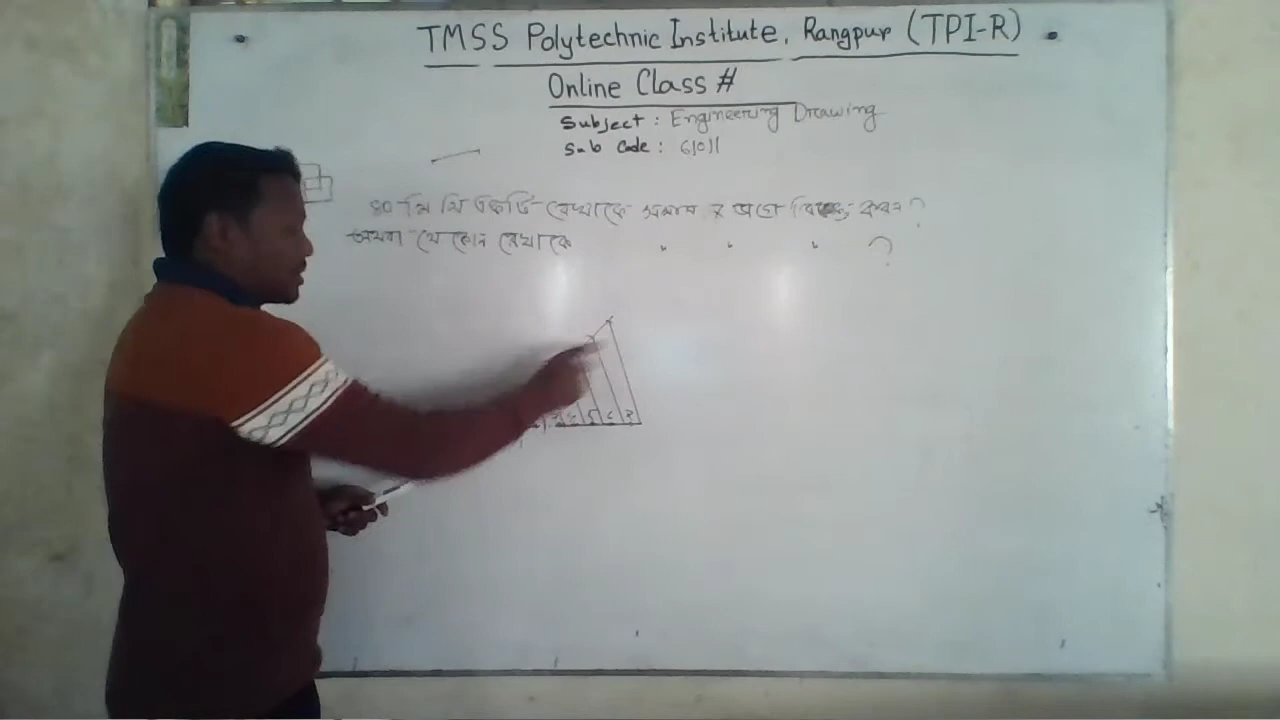 TMSS Polytechnic Institute, Rangpur (TPI-R)
Online Class #
Subject : Engineering Drawing
Sub Code : 61011
৪০ মি মি একটি রেখাকে সমান ভাগে বিভক্ত করন?
অথবা যে কোন রেখাকে " " " ?